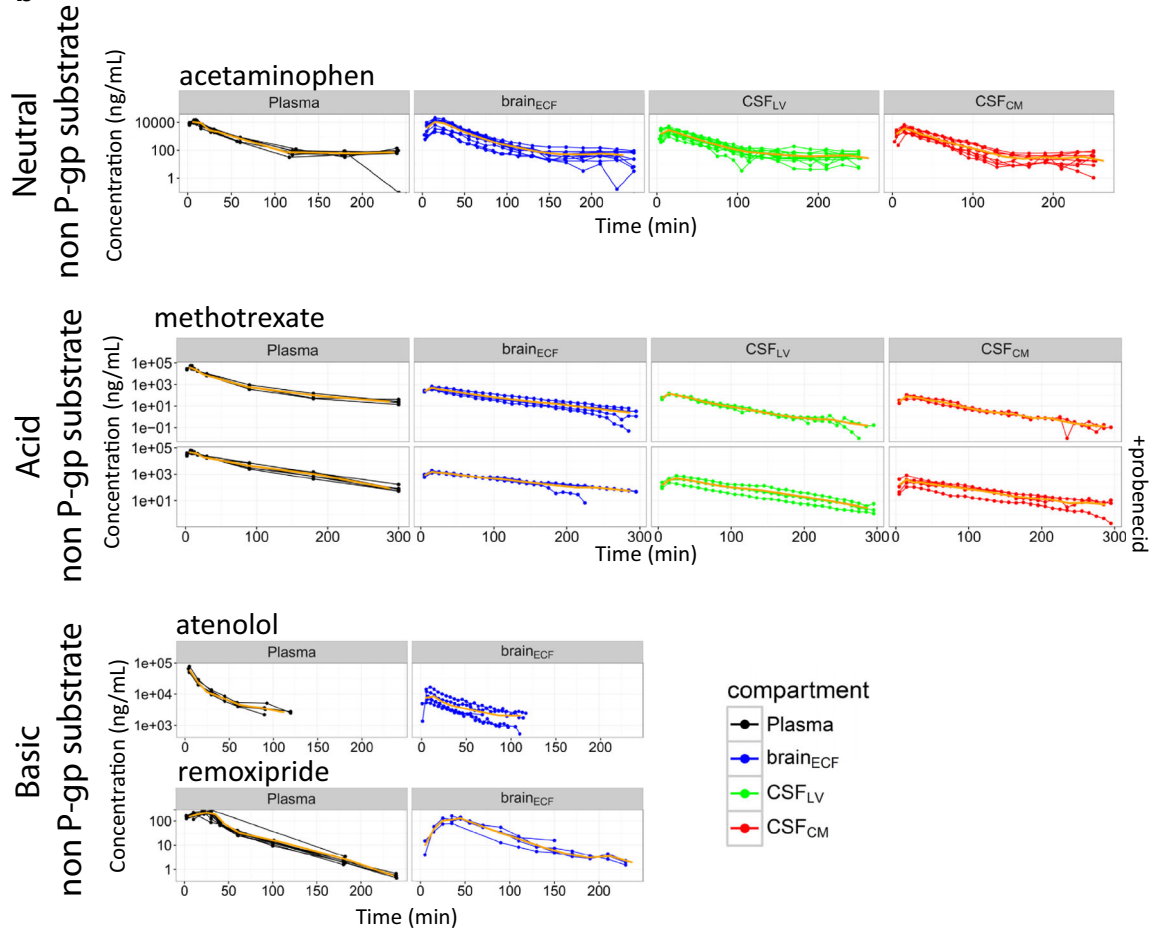 Neutral
non P-gp substrate
acetaminophen
Concentration (ng/mL)
Plasma brainECF CSFLV CSFCM
10000
100
1
0 50 100 150 200 0 50 100 150 200 0 100 200 0 100 200
Time (min)
Acid
non P-gp substrate
methotrexate
Concentration (ng/mL)
Plasma brainECF CSFLV CSFCM
1e+05
1e+03
1e+01
1e−01
1e+05
1e+03
1e+01
+probenecid
0 100 200 300 0 100 200 300 0 100 200 300 0 100 200 300
Time (min)
Basic
non P-gp substrate
atenolol
Concentration (ng/mL)
Plasma brainECF
1e+05
1e+04
1e+03
0 50 100 150 200 0 50 100 150 200
remoxipride
Plasma brainECF
100
10
1
0 50 100 150 200 0 50 100 150 200
Time (min)
compartment
Plasma
brainECF
CSFLV
CSFCM